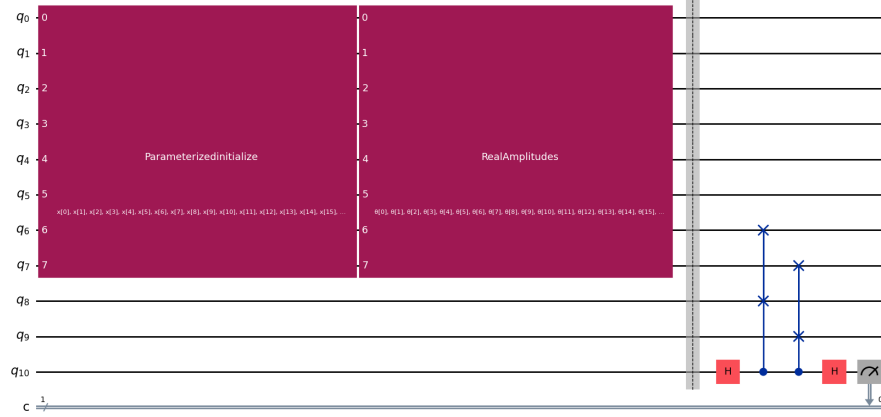 q0 0 0
q1 1 1
q2 2 2
q3 3 3
q4 4 Parameterizedinitialize 4 RealAmplitudes
q5 5 5
x[0], x[1], x[2], x[3], x[4], x[5], x[6], x[7], x[8], x[9], x[10], x[11], x[12], x[13], x[14], x[15], ... θ[0], θ[1], θ[2], θ[3], θ[4], θ[5], θ[6], θ[7], θ[8], θ[9], θ[10], θ[11], θ[12], θ[13], θ[14], θ[15], ...
q6 6 6
q7 7 7
q8
q9
q10 H H
c 1 0